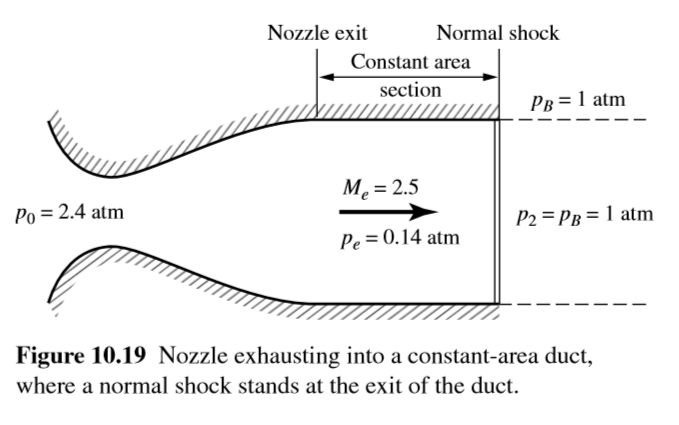 Nozzle exit
Normal shock
Constant area
section
p_B = 1 atm
M_e = 2.5
p_0 = 2.4 atm
p_2 = p_B = 1 atm
p_e = 0.14 atm
Figure 10.19 Nozzle exhausting into a constant-area duct,
where a normal shock stands at the exit of the duct.